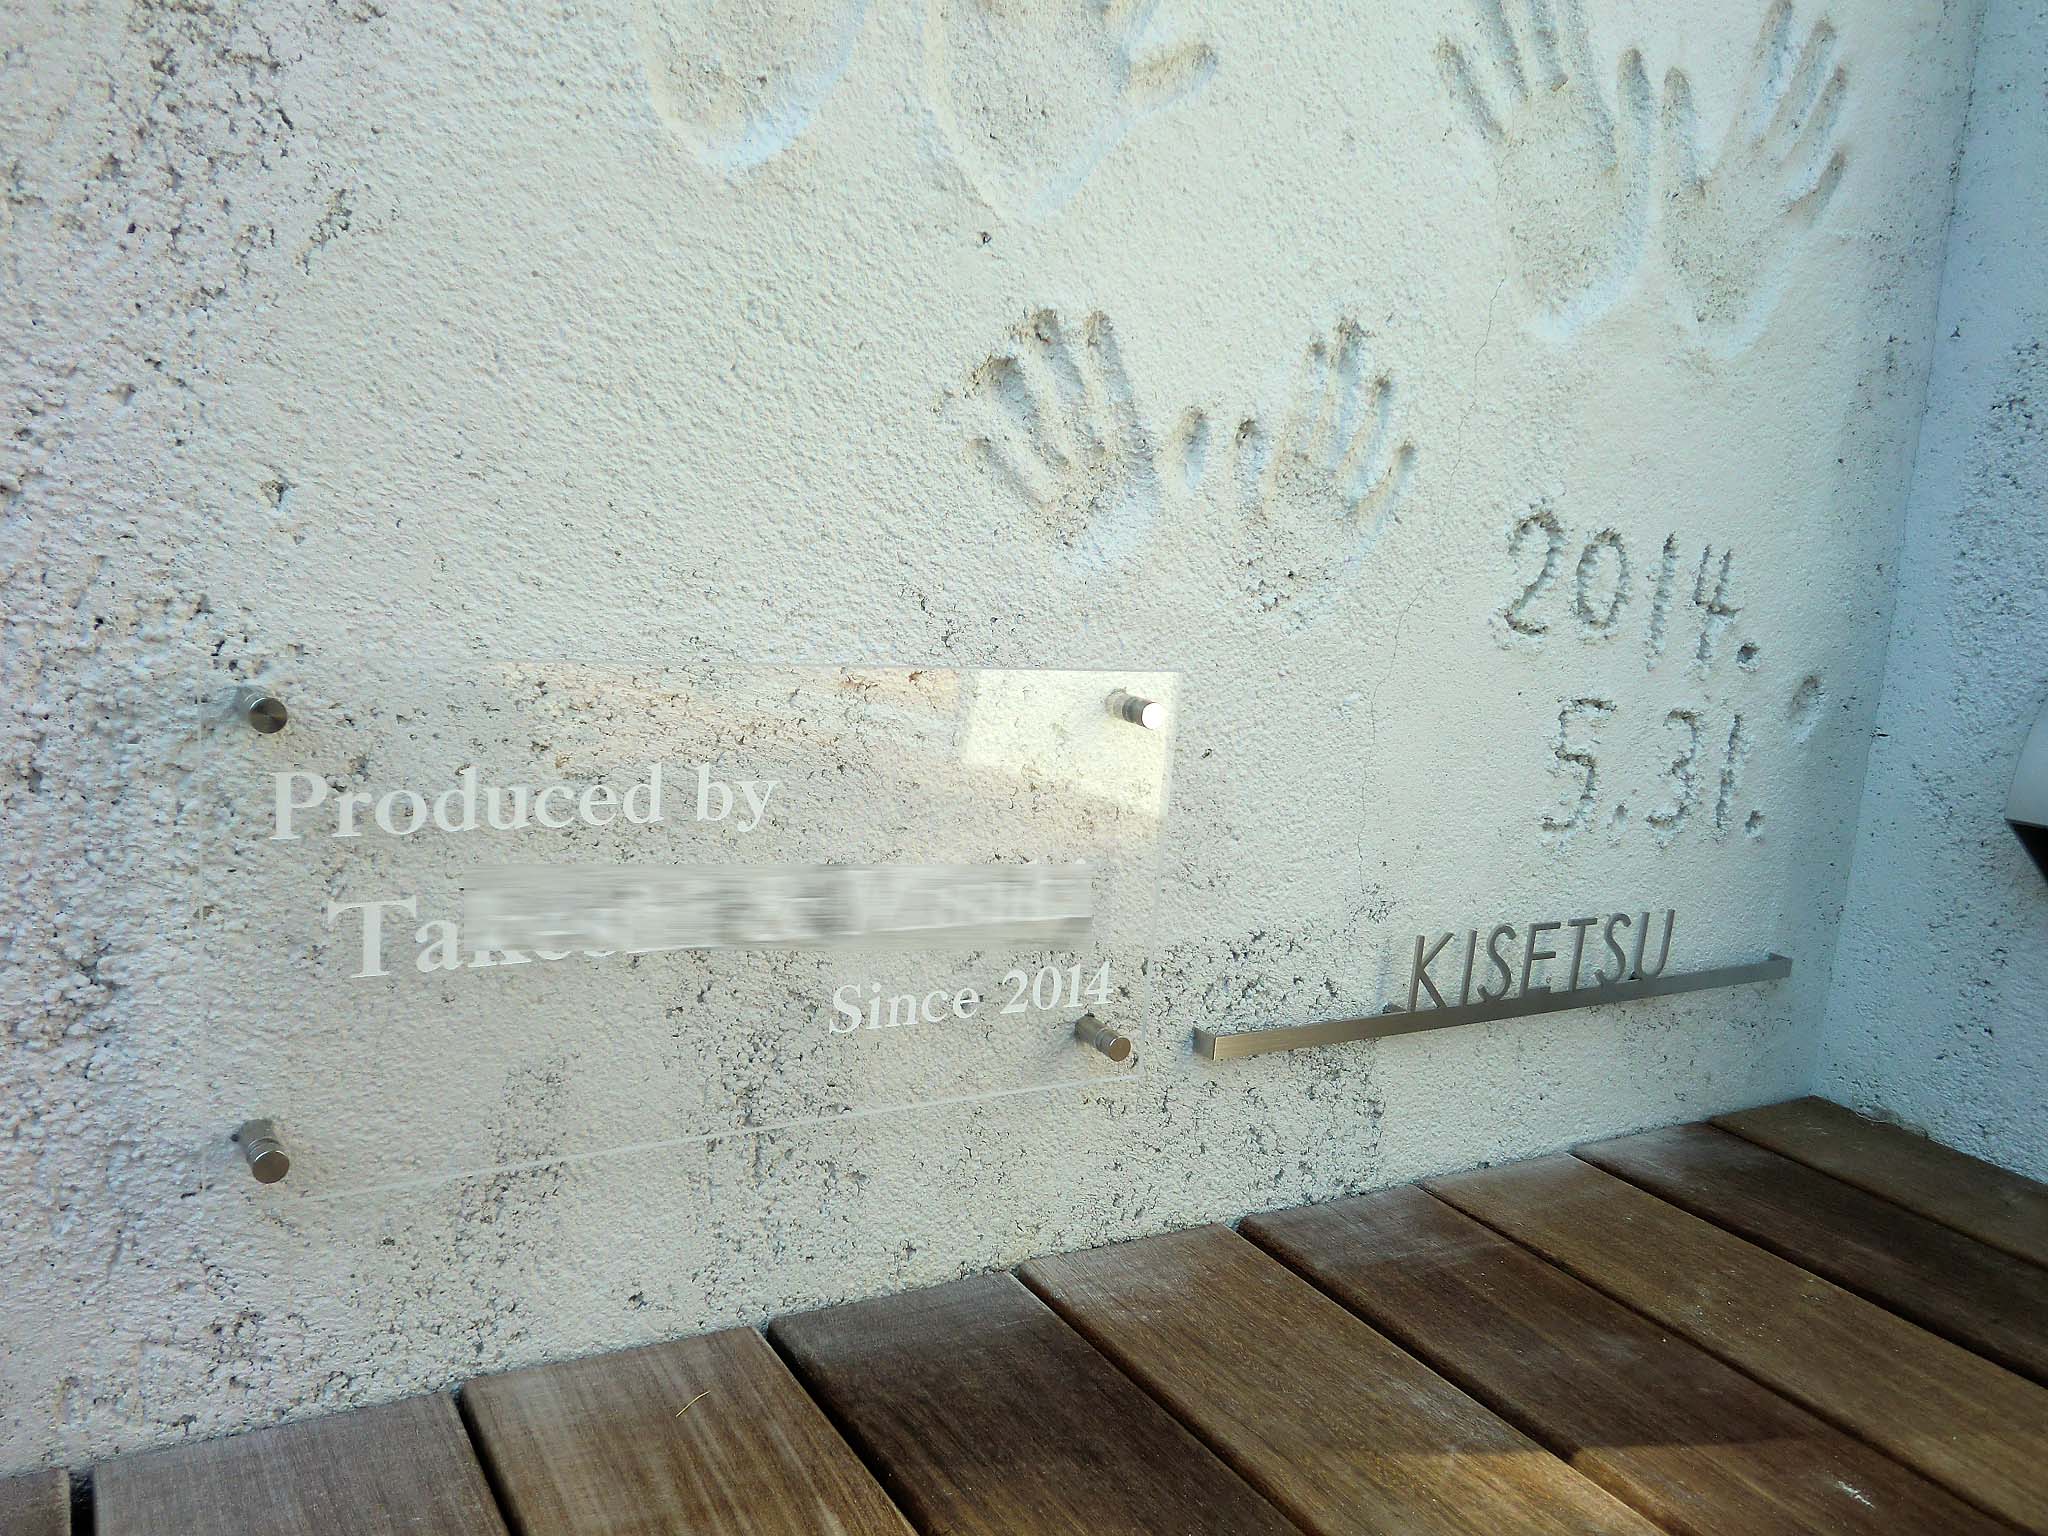 2014.
5.31.
Produced by
Since 2014
KISETSU